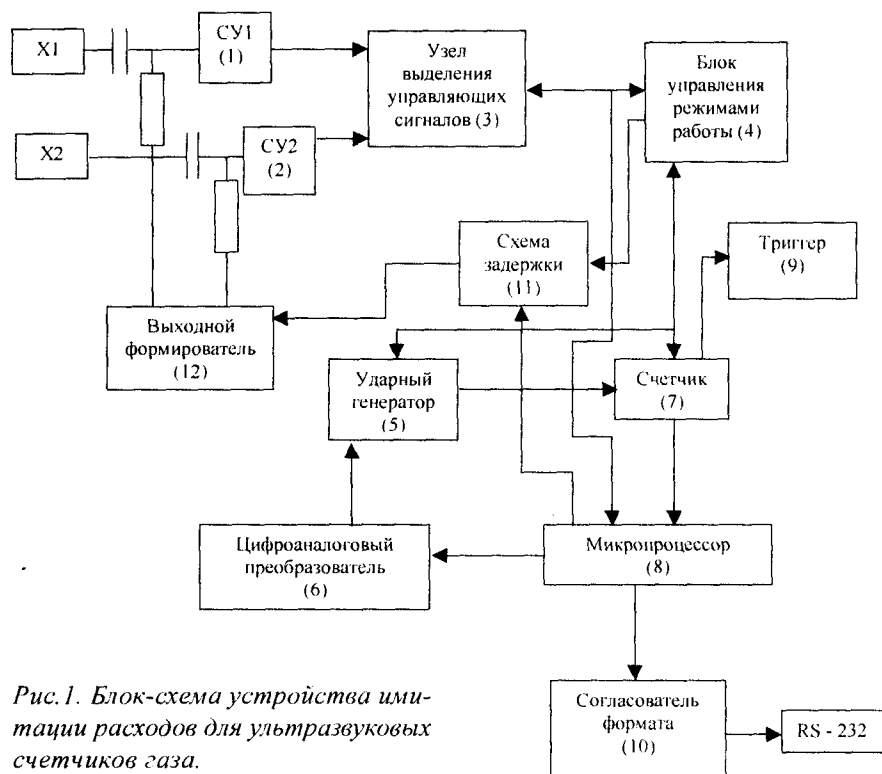 X1
СУ1
(1)
Узел
выделения
управляющих
сигналов (3)
Блок
управления
режимами
работы (4)
X2
СУ2
(2)
Схема
задержки
(11)
Триггер
(9)
Выходной
формирователь
(12)
Ударный
генератор
(5)
Счетчик
(7)
Цифроаналоговый
преобразователь
(6)
Микропроцессор
(8)
Рис.1. Блок-схема устройства ими-
тации расходов для ультразвуковых
счетчиков газа.
Согласователь
формата
(10)
RS - 232